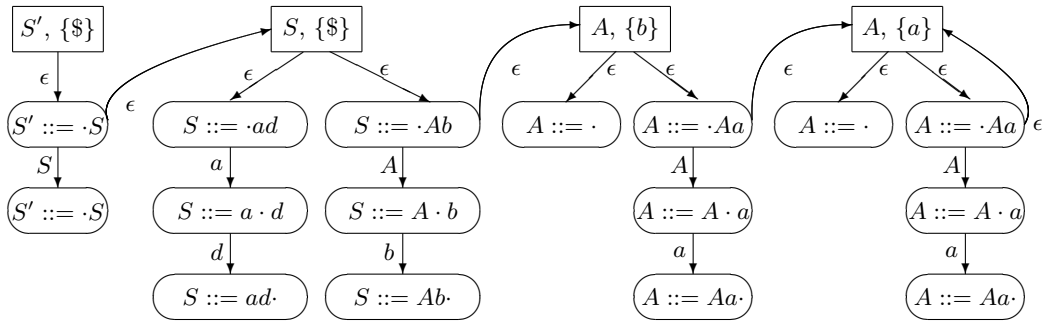 S′, {$} S, {$} A, {b} A, {a}
ϵ ϵ ϵ ϵ ϵ ϵ ϵ ϵ ϵ ϵ ϵ
S′ ::= ·S S ::= ·ad S ::= ·Ab A ::= · A ::= ·Aa A ::= · A ::= ·Aa ϵ
S a A A A
S′ ::= ·S S ::= a · d S ::= A · b A ::= A · a A ::= A · a
d b a a
S ::= ad· S ::= Ab· A ::= Aa· A ::= Aa·